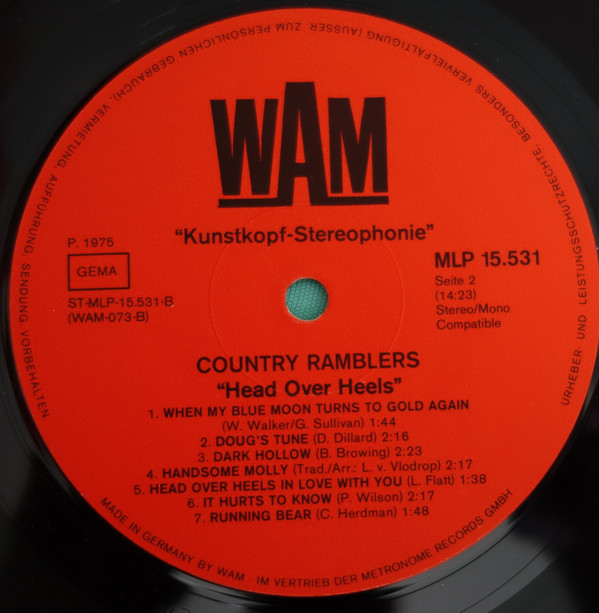 URHEBER- UND LEISTUNGSSCHUTZRECHTE, BESONDERS VERVIELFÄLTIGUNG (AUSSER ZUM PERSÖNLICHEN GEBRAUCH), VERMIETUNG, AUFFÜHRUNG, SENDUNG, VORBEHALTEN.
WAM
"Kunstkopf-Stereophonie"
P. 1975
GEMA
ST-MLP-15.531-B
(WAM-073-B)
MLP 15.531
Seite 2
(14:23)
Stereo/Mono
Compatible
COUNTRY RAMBLERS
"Head Over Heels"
1. WHEN MY BLUE MOON TURNS TO GOLD AGAIN
(W. Walker/G. Sullivan) 1:44
2. DOUG'S TUNE (D. Dillard) 2:16
3. DARK HOLLOW (B. Browing) 2:23
4. HANDSOME MOLLY (Trad./Arr.: L. v. Vlodrop) 2:17
5. HEAD OVER HEELS IN LOVE WITH YOU (L. Flatt) 1:38
6. IT HURTS TO KNOW (P. Wilson) 2:17
7. RUNNING BEAR (C. Herdman) 1:48
MADE IN GERMANY BY WAM · IM VERTRIEB DER METRONOME RECORDS GMBH